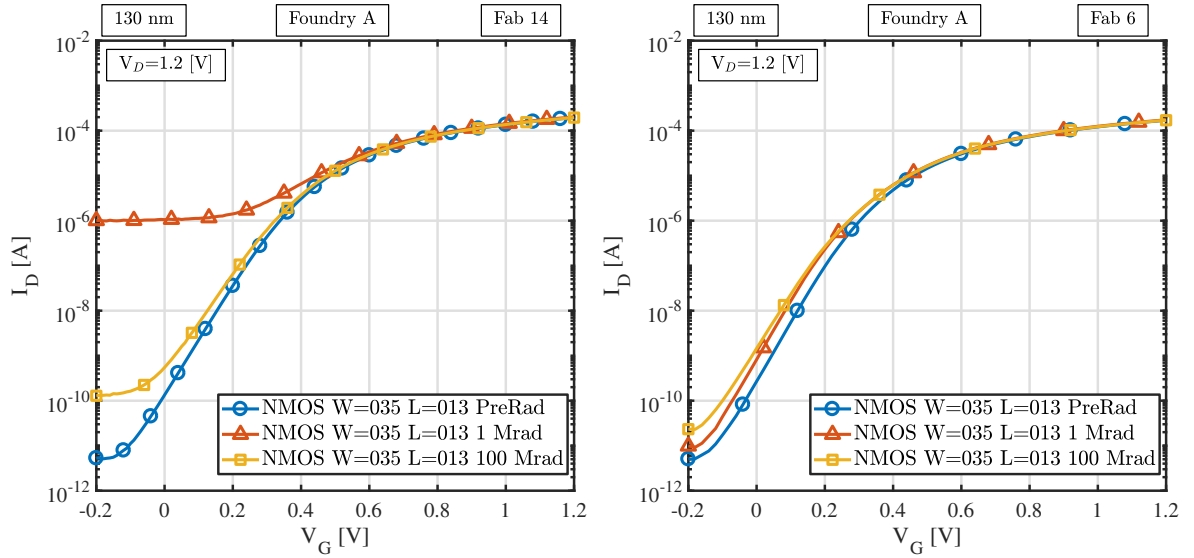 130 nm
Foundry A
Fab 14
V_D=1.2 [V]
10^-2
10^-4
10^-6
10^-8
10^-10
10^-12
I_D [A]
NMOS W=035 L=013 PreRad
NMOS W=035 L=013 1 Mrad
NMOS W=035 L=013 100 Mrad
-0.2 0 0.2 0.4 0.6 0.8 1 1.2
V_G [V]
130 nm
Foundry A
Fab 6
V_D=1.2 [V]
10^-2
10^-4
10^-6
10^-8
10^-10
10^-12
I_D [A]
NMOS W=035 L=013 PreRad
NMOS W=035 L=013 1 Mrad
NMOS W=035 L=013 100 Mrad
-0.2 0 0.2 0.4 0.6 0.8 1 1.2
V_G [V]